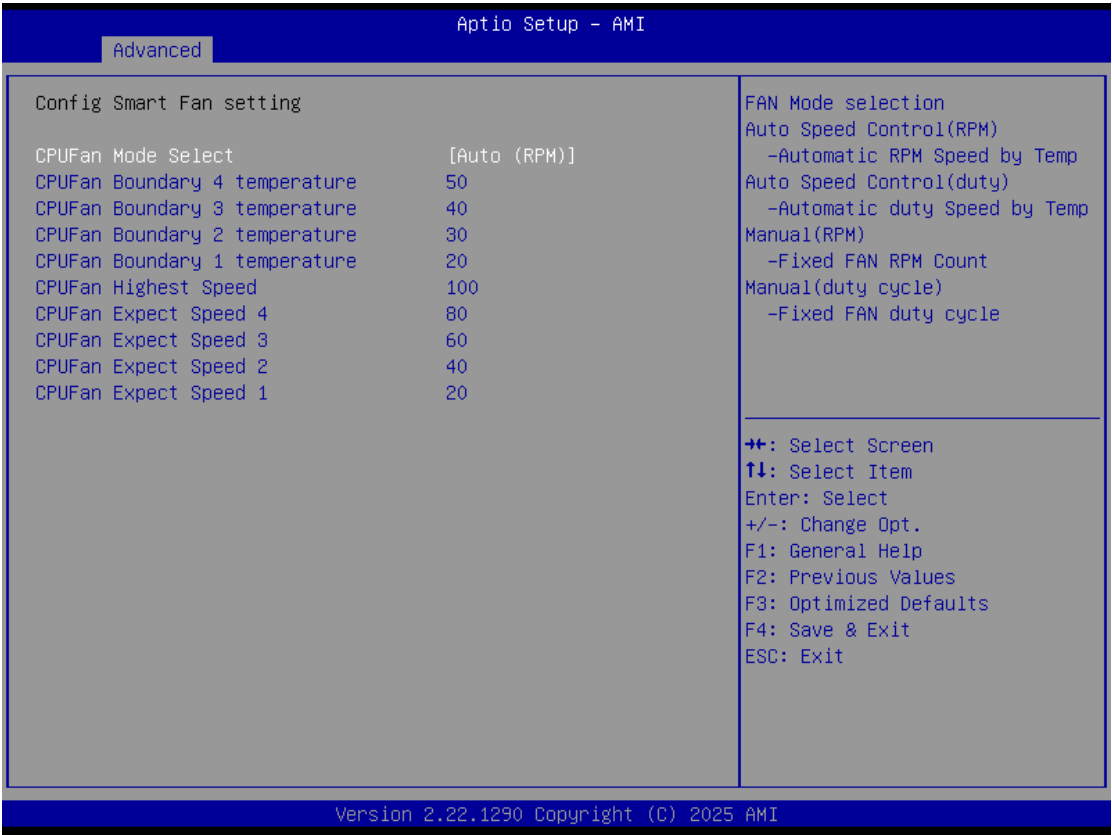 Aptio Setup - AMI
Advanced
Config Smart Fan setting
CPUFan Mode Select [Auto (RPM)]
CPUFan Boundary 4 temperature 50
CPUFan Boundary 3 temperature 40
CPUFan Boundary 2 temperature 30
CPUFan Boundary 1 temperature 20
CPUFan Highest Speed 100
CPUFan Expect Speed 4 80
CPUFan Expect Speed 3 60
CPUFan Expect Speed 2 40
CPUFan Expect Speed 1 20
FAN Mode selection
Auto Speed Control(RPM)
-Automatic RPM Speed by Temp
Auto Speed Control(duty)
-Automatic duty Speed by Temp
Manual(RPM)
-Fixed FAN RPM Count
Manual(duty cycle)
-Fixed FAN duty cycle
→←: Select Screen
↑↓: Select Item
Enter: Select
+/-: Change Opt.
F1: General Help
F2: Previous Values
F3: Optimized Defaults
F4: Save & Exit
ESC: Exit
Version 2.22.1290 Copyright (C) 2025 AMI